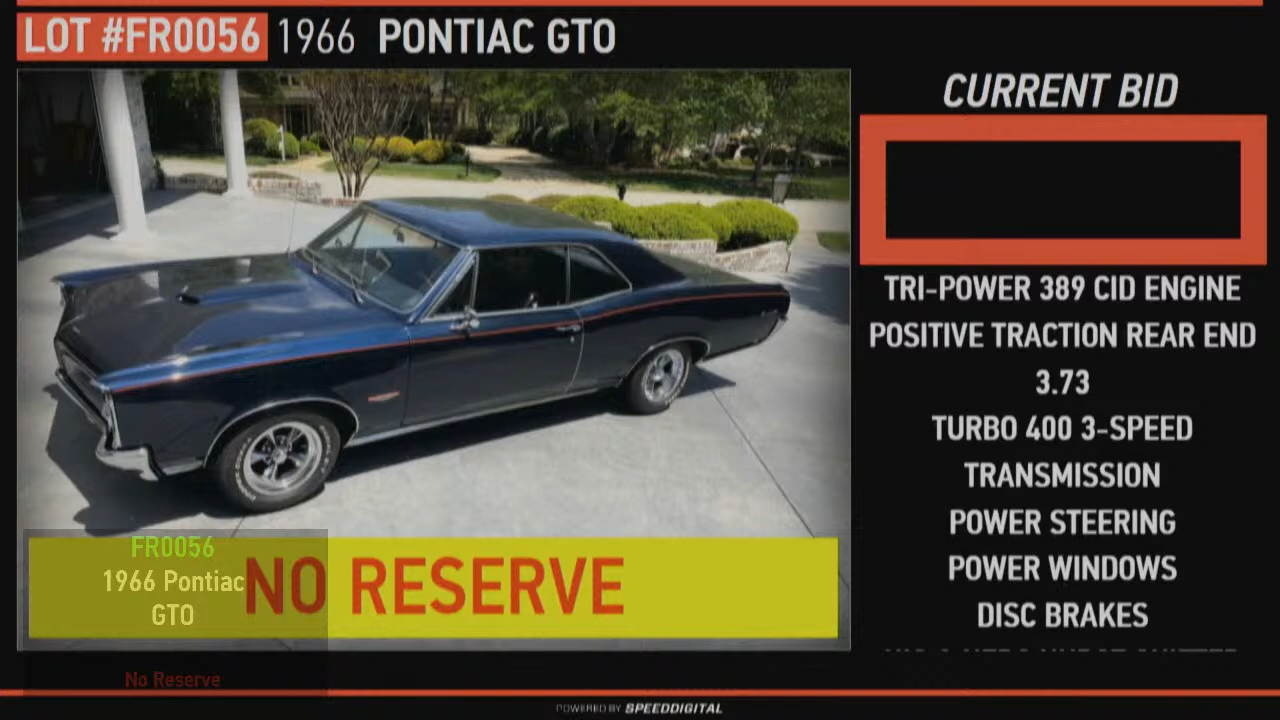 LOT #FR0056 1966 PONTIAC GTO
CURRENT BID
TRI-POWER 389 CID ENGINE
POSITIVE TRACTION REAR END
3.73
TURBO 400 3-SPEED
TRANSMISSION
POWER STEERING
POWER WINDOWS
DISC BRAKES
NO RESERVE
FR0056
1966 Pontiac
GTO
No Reserve
POWERED BY SPEEDDIGITAL